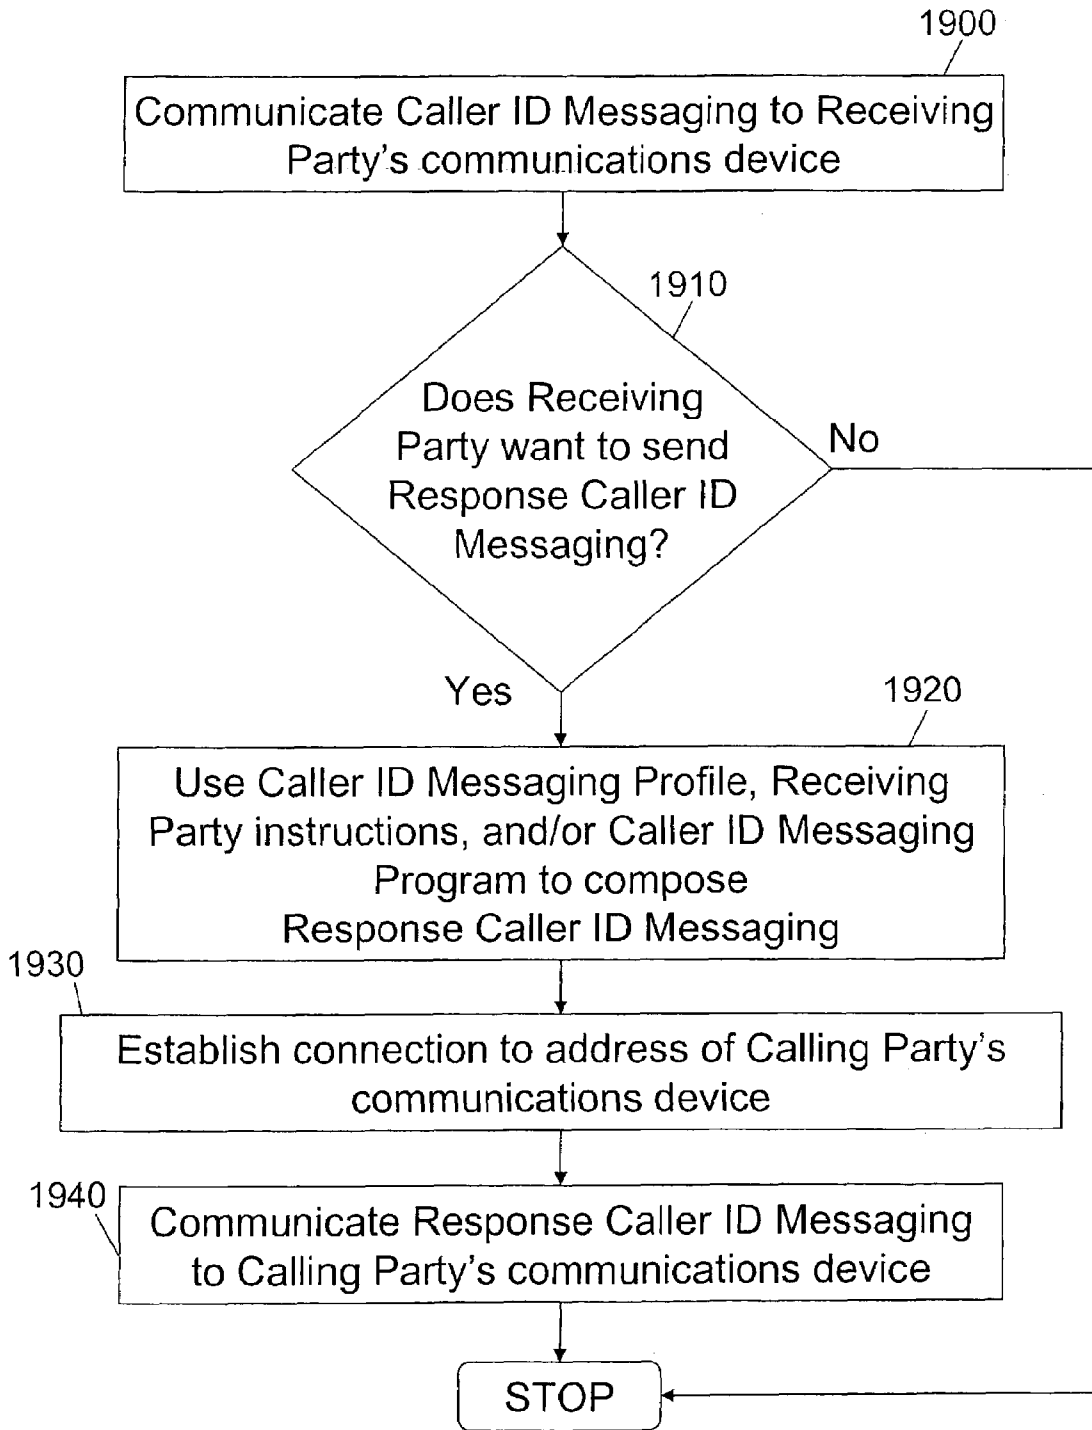 1900
Communicate Caller ID Messaging to Receiving
Party's communications device
1910
Does Receiving
Party want to send
Response Caller ID
Messaging?
No
Yes
1920
Use Caller ID Messaging Profile, Receiving
Party instructions, and/or Caller ID Messaging
Program to compose
Response Caller ID Messaging
1930
Establish connection to address of Calling Party's
communications device
1940
Communicate Response Caller ID Messaging
to Calling Party's communications device
STOP